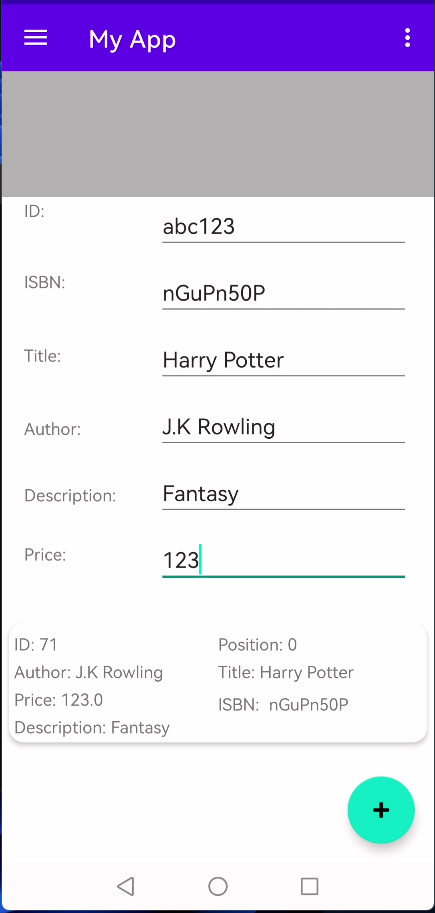 My App
ID: abc123
ISBN: nGuPn50P
Title: Harry Potter
Author: J.K Rowling
Description: Fantasy
Price: 123
ID: 71 Position: 0
Author: J.K Rowling Title: Harry Potter
Price: 123.0 ISBN: nGuPn50P
Description: Fantasy
+